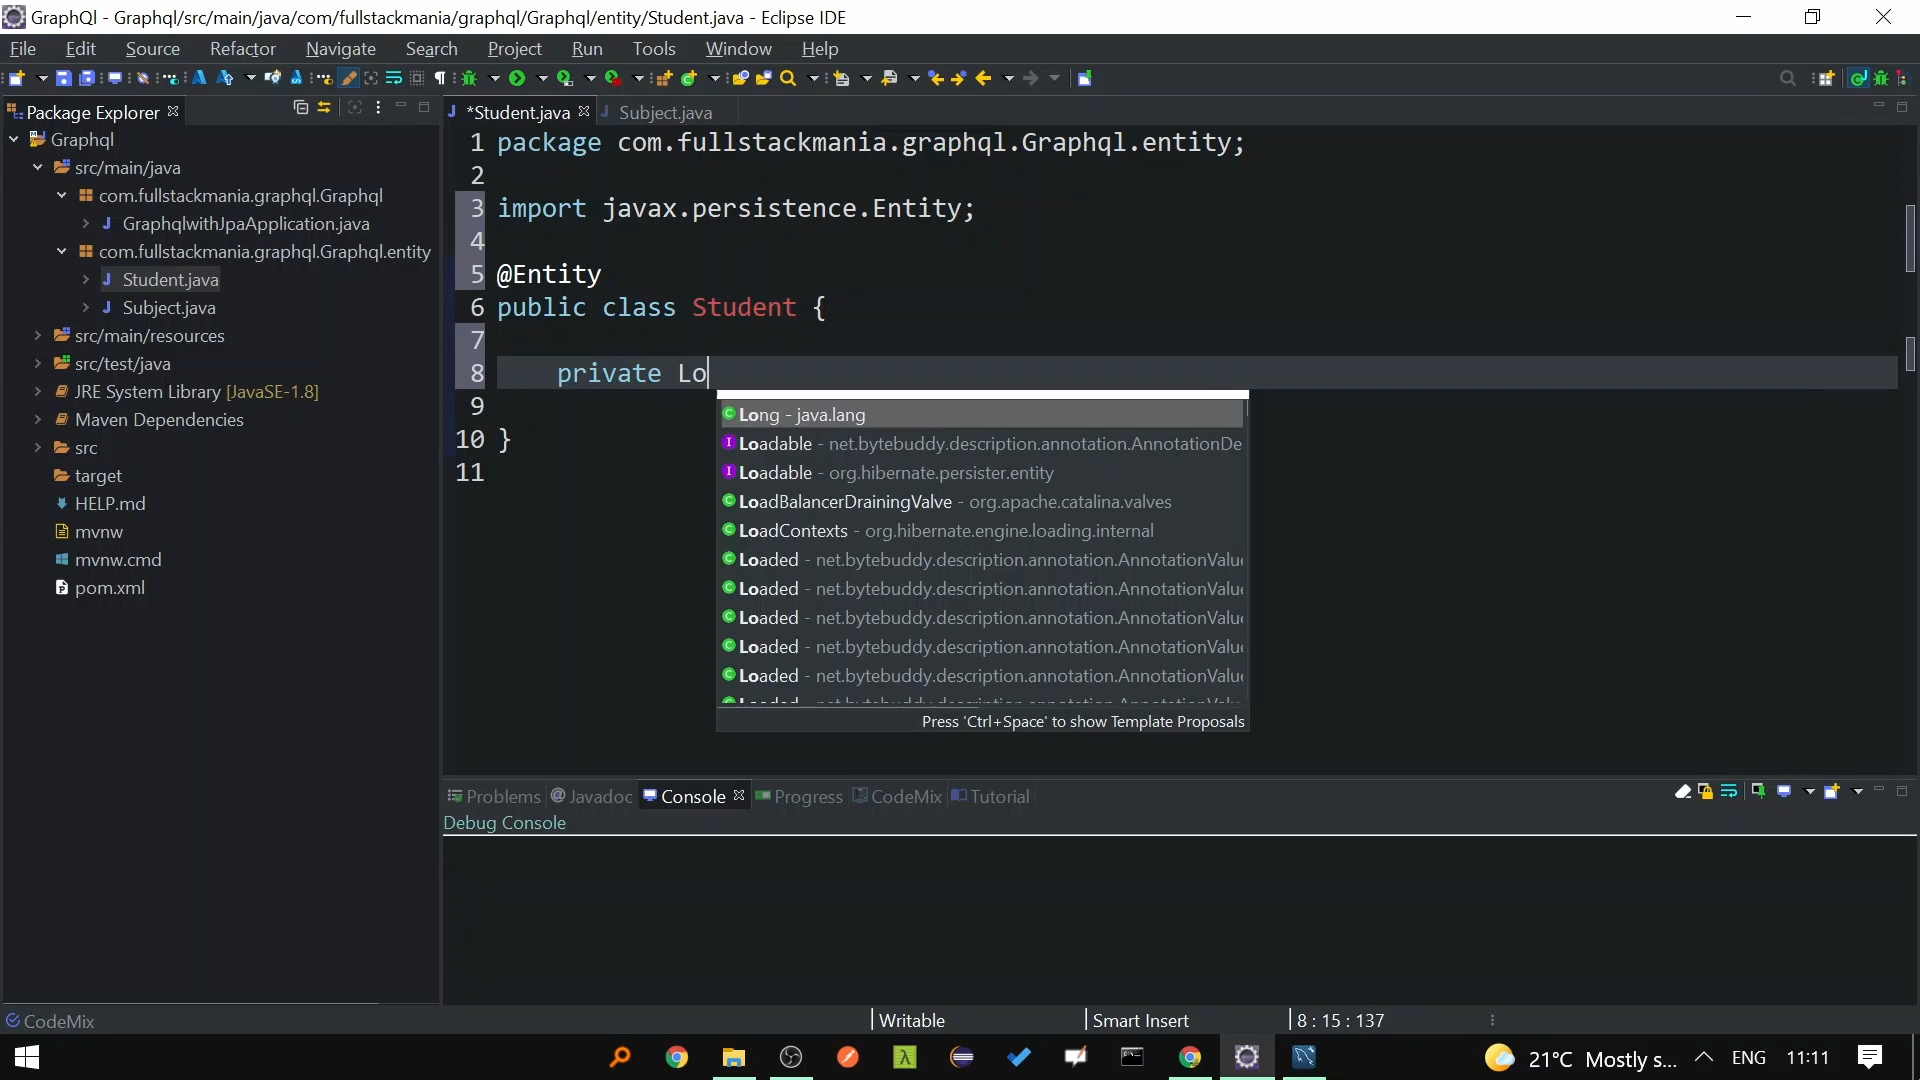 GraphQl - Graphql/src/main/java/com/fullstackmania/graphql/Graphql/entity/Student.java - Eclipse IDE
File Edit Source Refactor Navigate Search Project Run Tools Window Help
Package Explorer
Graphql
src/main/java
com.fullstackmania.graphql.Graphql
GraphqlwithJpaApplication.java
com.fullstackmania.graphql.Graphql.entity
Student.java
Subject.java
src/main/resources
src/test/java
JRE System Library [JavaSE-1.8]
Maven Dependencies
src
target
HELP.md
mvnw
mvnw.cmd
pom.xml
*Student.java Subject.java
1 package com.fullstackmania.graphql.Graphql.entity;
2
3 import javax.persistence.Entity;
4
5 @Entity
6 public class Student {
7
8 private Lo
9
10 }
11
Long - java.lang
Loadable - net.bytebuddy.description.annotation.AnnotationDe
Loadable - org.hibernate.persister.entity
LoadBalancerDrainingValve - org.apache.catalina.valves
LoadContexts - org.hibernate.engine.loading.internal
Loaded - net.bytebuddy.description.annotation.AnnotationValu
Loaded - net.bytebuddy.description.annotation.AnnotationValu
Loaded - net.bytebuddy.description.annotation.AnnotationValu
Loaded - net.bytebuddy.description.annotation.AnnotationValu
Loaded - net.bytebuddy.description.annotation.AnnotationValu
Press 'Ctrl+Space' to show Template Proposals
Problems @ Javadoc Console Progress CodeMix Tutorial
Debug Console
CodeMix Writable Smart Insert 8 : 15 : 137
21°C Mostly s... ENG 11:11